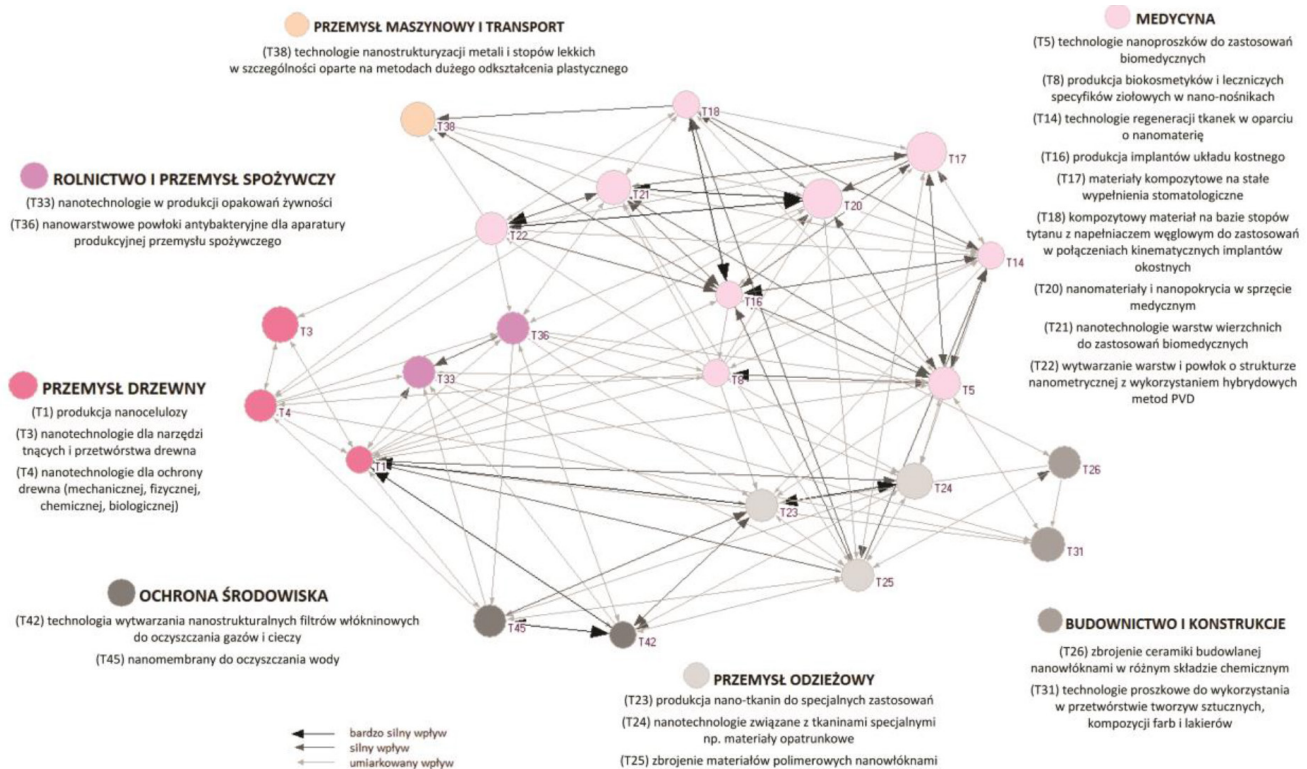 PRZEMYSŁ MASZYNOWY I TRANSPORT
(T38) technologie nanostrukturyzacji metali i stopów lekkich
w szczególności oparte na metodach dużego odkształcenia plastycznego
MEDYCYNA
(T5) technologie nanoproszków do zastosowań
biomedycznych
(T8) produkcja biokosmetyków i leczniczych
specyfików ziołowych w nano-nośnikach
(T14) technologie regeneracji tkanek w oparciu
o nanomaterię
(T16) produkcja implantów układu kostnego
(T17) materiały kompozytowe na stałe
wypełnienia stomatologiczne
(T18) kompozytowy materiał na bazie stopów
tytanu z napełniaczem węglowym do zastosowań
w połączeniach kinematycznych implantów
okostnych
(T20) nanomateriały i nanopokrycia w sprzęcie
medycznym
(T21) nanotechnologie warstw wierzchnich
do zastosowań biomedycznych
(T22) wytwarzanie warstw i powłok o strukturze
nanometrycznej z wykorzystaniem hybrydowych
metod PVD
ROLNICTWO I PRZEMYSŁ SPOŻYWCZY
(T33) nanotechnologie w produkcji opakowań żywności
(T36) nanowarstwowe powłoki antybakteryjne dla aparatury
produkcyjnej przemysłu spożywczego
PRZEMYSŁ DRZEWNY
(T1) produkcja nanocelulozy
(T3) nanotechnologie dla narzędzi
tnących i przetwórstwa drewna
(T4) nanotechnologie dla ochrony
drewna (mechanicznej, fizycznej,
chemicznej, biologicznej)
T18
T38
T17
T21
T20
T22
T14
T16
T3
T36
T33
T8
T5
T4
T1
T26
T24
T23
T31
T25
T45
T42
OCHRONA ŚRODOWISKA
(T42) technologia wytwarzania nanostrukturalnych filtrów włókninowych
do oczyszczania gazów i cieczy
(T45) nanomembrany do oczyszczania wody
BUDOWNICTWO I KONSTRUKCJE
(T26) zbrojenie ceramiki budowlanej
nanowłóknami w różnym składzie chemicznym
(T31) technologie proszkowe do wykorzystania
w przetwórstwie tworzyw sztucznych,
kompozycji farb i lakierów
PRZEMYSŁ ODZIEŻOWY
(T23) produkcja nano-tkanin do specjalnych zastosowań
(T24) nanotechnologie związane z tkaninami specjalnymi
np. materiały opatrunkowe
(T25) zbrojenie materiałów polimerowych nanowłóknami
bardzo silny wpływ
silny wpływ
umiarkowany wpływ